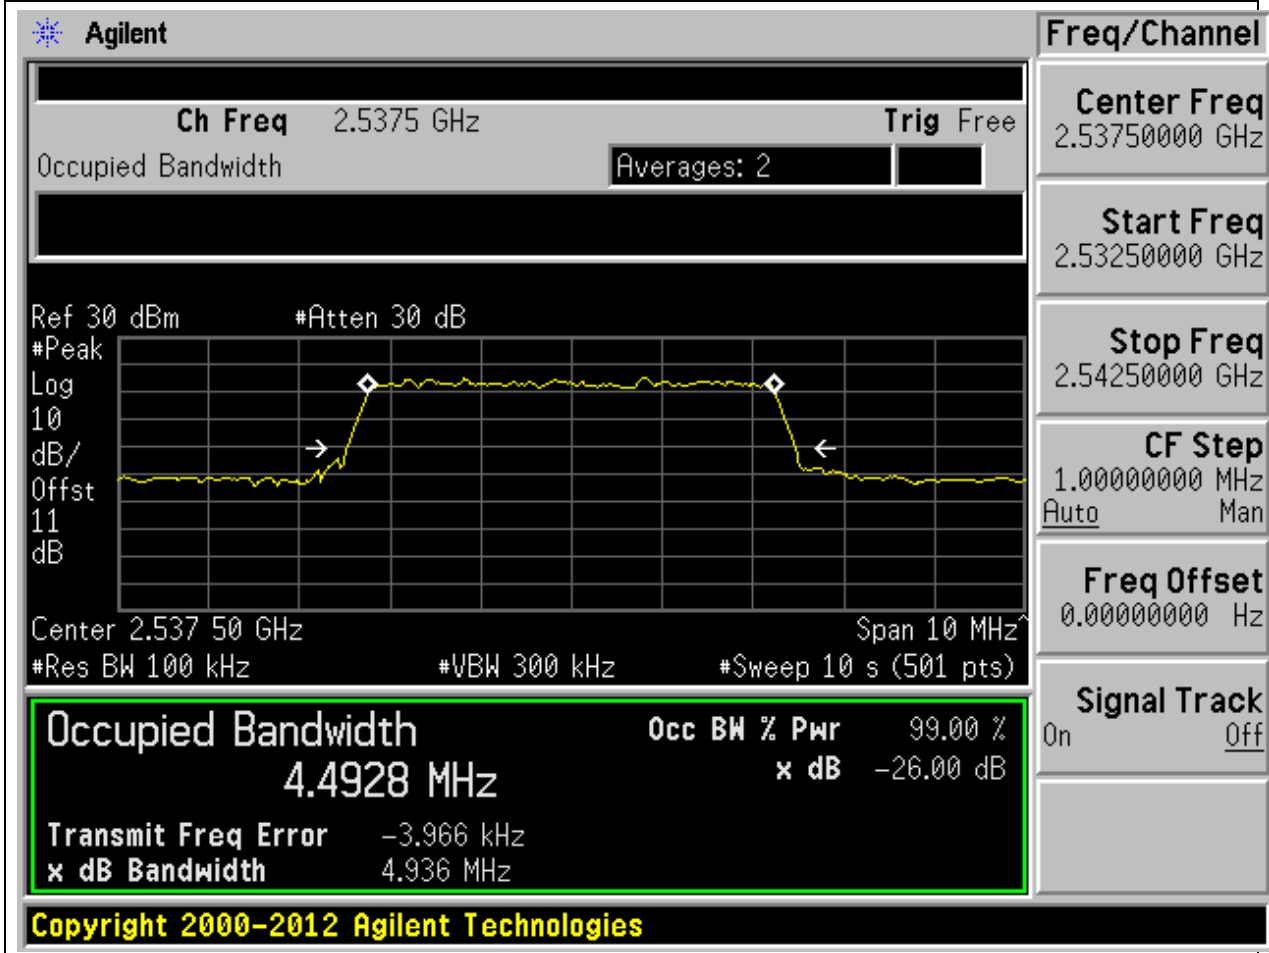 Agilent
Freq/Channel
Ch Freq 2.5375 GHz Trig Free
Occupied Bandwidth Averages: 2
Center Freq
2.53750000 GHz
Start Freq
2.53250000 GHz
Stop Freq
2.54250000 GHz
CF Step
1.00000000 MHz
Auto Man
Freq Offset
0.00000000 Hz
Signal Track
On Off
Ref 30 dBm #Atten 30 dB
#Peak
Log
10
dB/
Offst
11
dB
Center 2.537 50 GHz Span 10 MHz^
#Res BW 100 kHz #VBW 300 kHz #Sweep 10 s (501 pts)
Occupied Bandwidth Occ BW % Pwr 99.00 %
4.4928 MHz x dB -26.00 dB
Transmit Freq Error -3.966 kHz
x dB Bandwidth 4.936 MHz
Copyright 2000-2012 Agilent Technologies